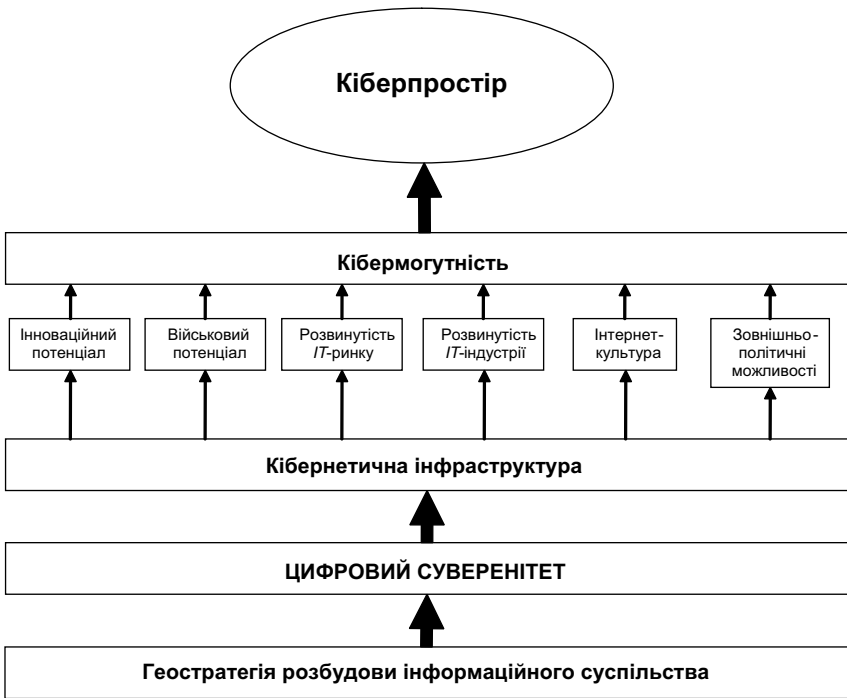 Кіберпростір
Кібермогутність
Інноваційний
потенціал
Військовий
потенціал
Розвинутість
IT-ринку
Розвинутість
IT-індустрії
Інтернет-
культура
Зовнішньо-
політичні
можливості
Кібернетична інфраструктура
ЦИФРОВИЙ СУВЕРЕНІТЕТ
Геостратегія розбудови інформаційного суспільства